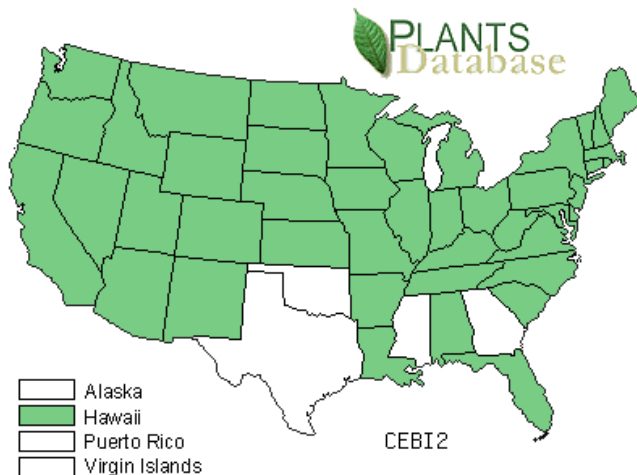 PLANTS
Database
Alaska
Hawaii
Puerto Rico
Virgin Islands
CEBI2